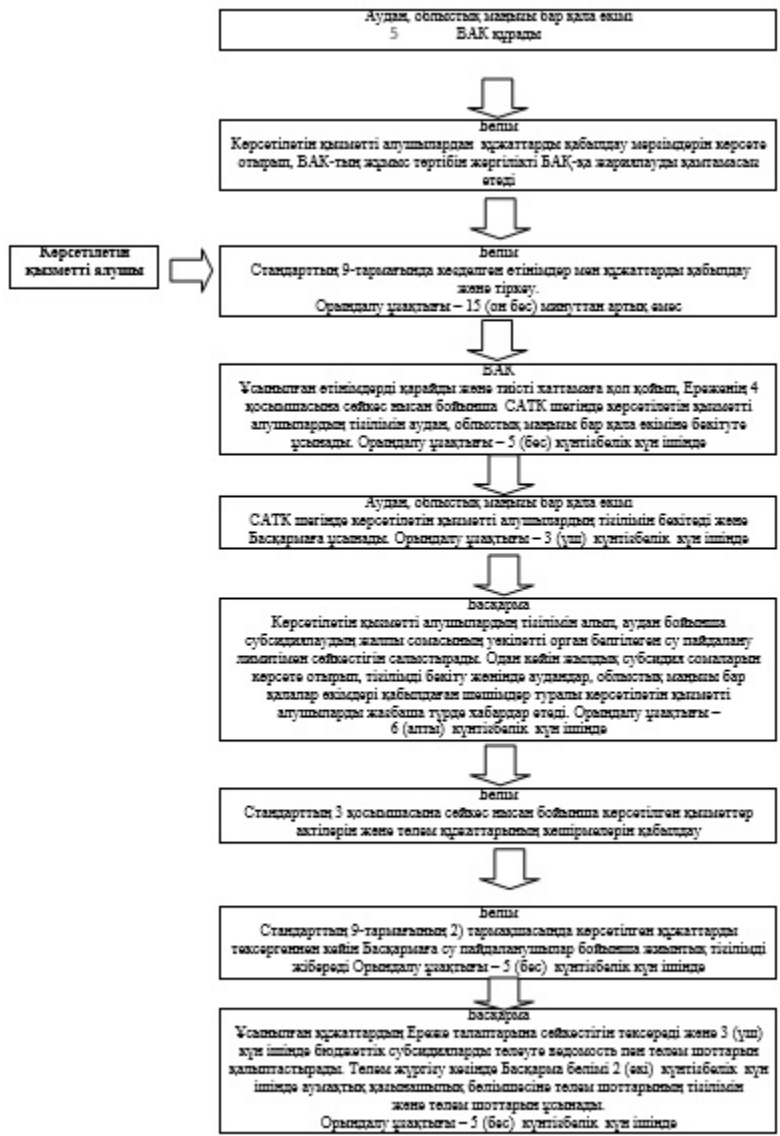 Аудан, облыстық маңызы бар қала әкімі
5 ВАК құрады
Бөлім
Көрсетілетін қызметті алушылардан құжаттарды қабылдау мерзімдерін көрсете
отырып, ВАК-тың жұмыс тәртібін жергілікті БАҚ-қа жариялауды қамтамасыз
етеді
Көрсетілетін
қызметті алушы
Бөлім
Стандарттың 9-тармағында көзделген өтінімдер мен құжаттарды қабылдау
және тіркеу.
Орындалу ұзақтығы – 15 (он бес) минуттан артық емес
ВАК
Ұсынылған өтінімдерді қарайды және тиісті хаттамаға қол қойып, Ереженің 4
қосымшасына сәйкес нысан бойынша САТК шегінде көрсетілетін қызметті
алушылардың тізілімін аудан, облыстық маңызы бар қала әкіміне бекітуге
ұсынады. Орындалу ұзақтығы – 5 (бес) күнтізбелік күн ішінде
Аудан, облыстық маңызы бар қала әкімі
САТК шегінде көрсетілетін қызметті алушылардың тізілімін бекітеді және
Басқармаға ұсынады. Орындалу ұзақтығы – 3 (үш) күнтізбелік күн ішінде
Басқарма
Көрсетілетін қызметті алушылардың тізілімін алып, аудан бойынша
субсидиялаудың жалпы сомасының уәкілетті орган белгілеген су пайдалану
лимитімен сәйкестігін салыстырады. Одан кейін жылдық субсидия сомаларын
көрсете отырып, тізілімді бекіту жөнінде аудандар, облыстық маңызы бар
қалалар әкімдері қабылдаған шешімдер туралы көрсетілетін қызметті
алушыларды жазбаша түрде хабардар етеді. Орындалу ұзақтығы –
6 (алты) күнтізбелік күн ішінде
Бөлім
Стандарттың 3 қосымшасына сәйкес нысан бойынша көрсетілген қызметтер
актілерін және төлем құжаттарының көшірмелерін қабылдау
Бөлім
Стандарттың 9-тармағының 2) тармақшасында көрсетілген құжаттарды
тексергеннен кейін Басқармаға су пайдаланушылар бойынша жиынтық тізілімді
жібереді Орындалу ұзақтығы – 5 (бес) күнтізбелік күн ішінде
Басқарма
Ұсынылған құжаттардың Ереже талаптарына сәйкестігін тексереді және 3 (үш)
күн ішінде бюджеттік субсидияларды төлеуге ведомость пен төлем шоттарын
қалыптастырады. Төлем жүргізу кезінде Басқарма бөлімі 2 (екі) күнтізбелік күн
ішінде аумақтық қазынашылық бөлімшесіне төлем шоттарының тізілімін
және төлем шоттарын ұсынады.
Орындалу ұзақтығы – 5 (бес) күнтізбелік күн ішінде